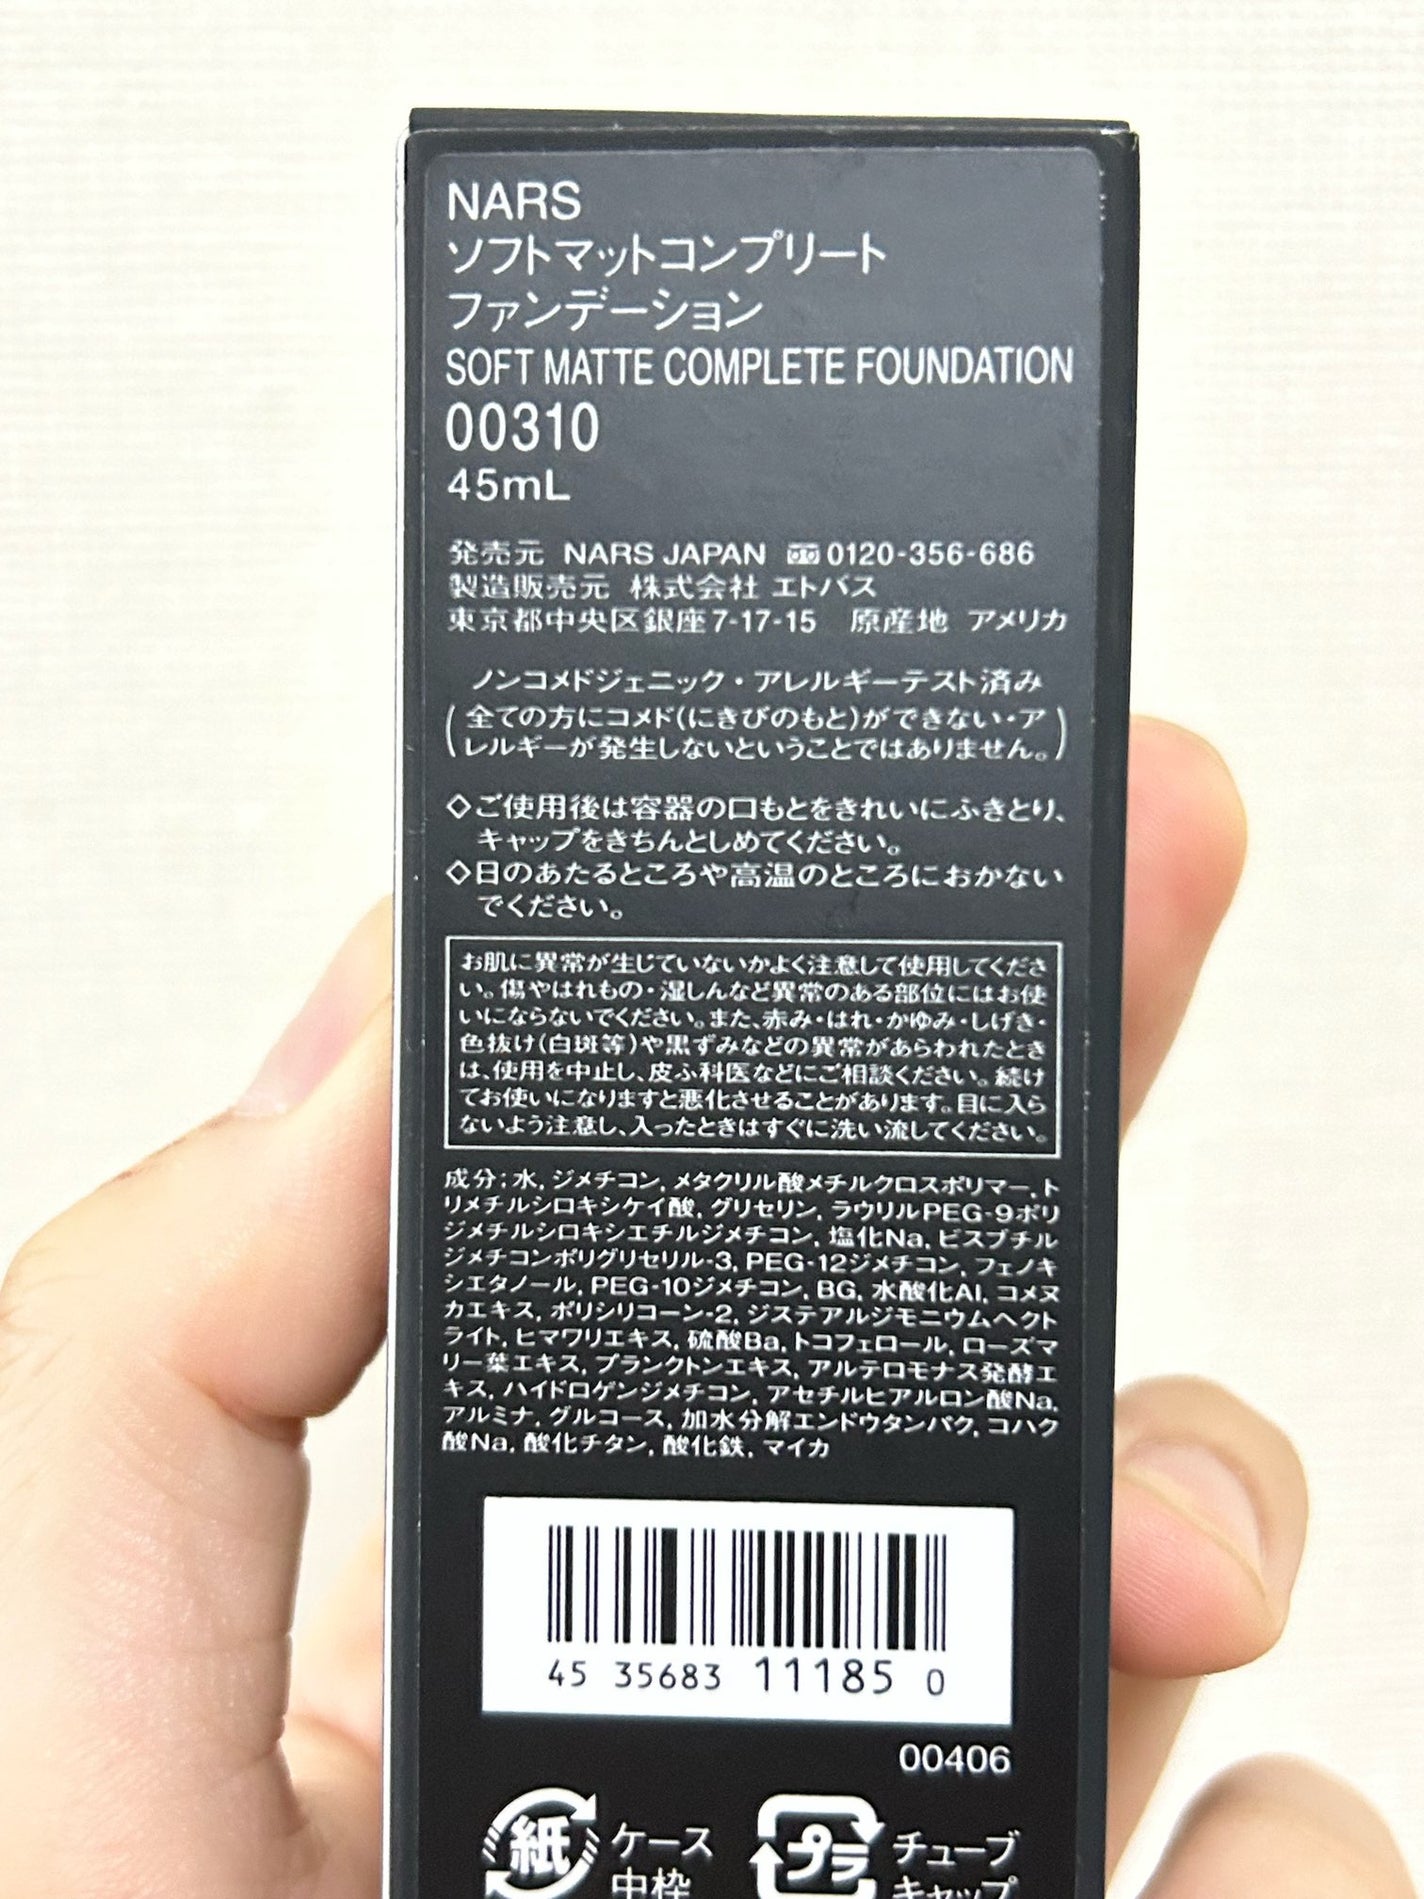 NARS
ソフトマットコンプリート
ファンデーション
SOFT MATTE COMPLETE FOUNDATION
00310
45mL
発売元 NARS JAPAN 0120-356-686
製造販売元 株式会社 エトバス
東京都中央区銀座7-17-15 原産地 アメリカ
ノンコメドジェニック・アレルギーテスト済み
(全ての方にコメド(にきびのもと)ができない・ア
レルギーが発生しないということではありません。)
◇ご使用後は容器の口もとをきれいにふきとり、
キャップをきちんとしめてください。
◇日のあたるところや高温のところにおかない
でください。
お肌に異常が生じていないかよく注意して使用してくださ
い。傷やはれもの・湿しんなど異常のある部位にはお使
いにならないでください。また、赤み・はれ・かゆみ・しげき・
色抜け(白斑等)や黒ずみなどの異常があらわれたとき
は、使用を中止し、皮ふ科医などにご相談ください。続け
てお使いになりますと悪化させることがあります。目に入ら
ないよう注意し、入ったときはすぐに洗い流してください。
成分：水, ジメチコン, メタクリル酸メチルクロスポリマー, ト
リメチルシロキシケイ酸, グリセリン, ラウリルPEG-9ポリ
ジメチルシロキシエチルジメチコン, 塩化Na, ビスブチル
ジメチコンポリグリセリル-3, PEG-12ジメチコン, フェノキ
シエタノール, PEG-10ジメチコン, BG, 水酸化Al, コメヌ
カエキス, ポリシリコーン-2, ジステアルジモニウムヘクト
ライト, ヒマワリエキス, 硫酸Ba, トコフェロール, ローズマ
リー葉エキス, プランクトンエキス, アルテロモナス発酵エ
キス, ハイドロゲンジメチコン, アセチルヒアルロン酸Na,
アルミナ, グルコース, 加水分解エンドウタンパク, コハク
酸Na, 酸化チタン, 酸化鉄, マイカ
45 35683 11185 0
00406
紙 ケース プラ チューブ
中枠 キャップ